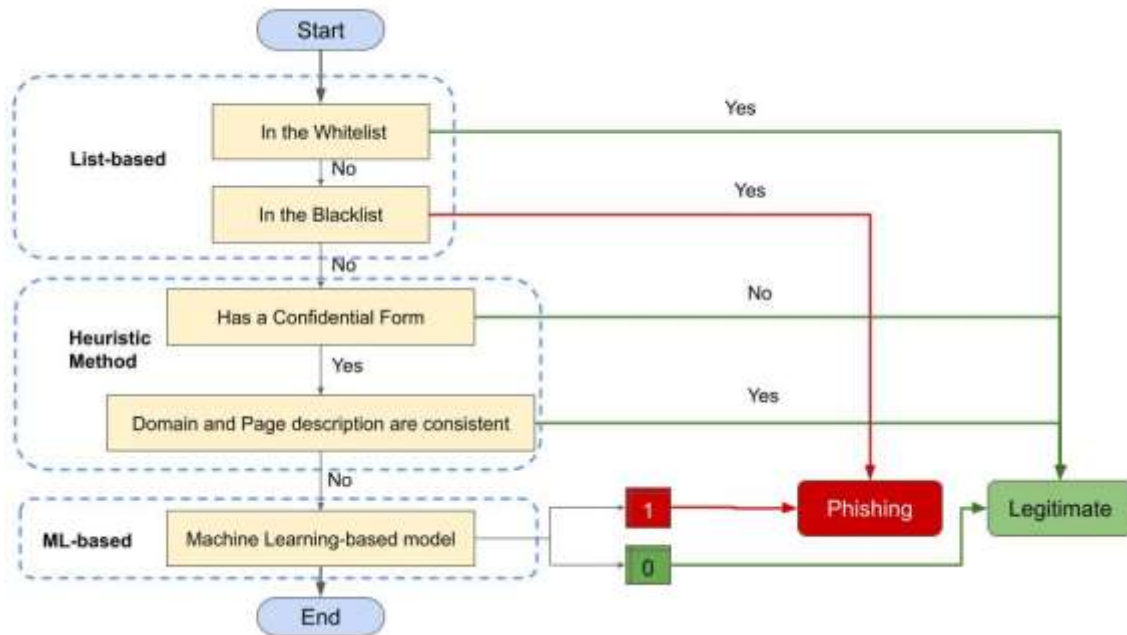 Start
Yes
In the Whitelist
List-based
No
Yes
In the Blacklist
No
No
Has a Confidential Form
Heuristic
Method
Yes
Yes
Domain and Page description are consistent
No
1
Phishing
Legitimate
ML-based
Machine Learning-based model
0
End